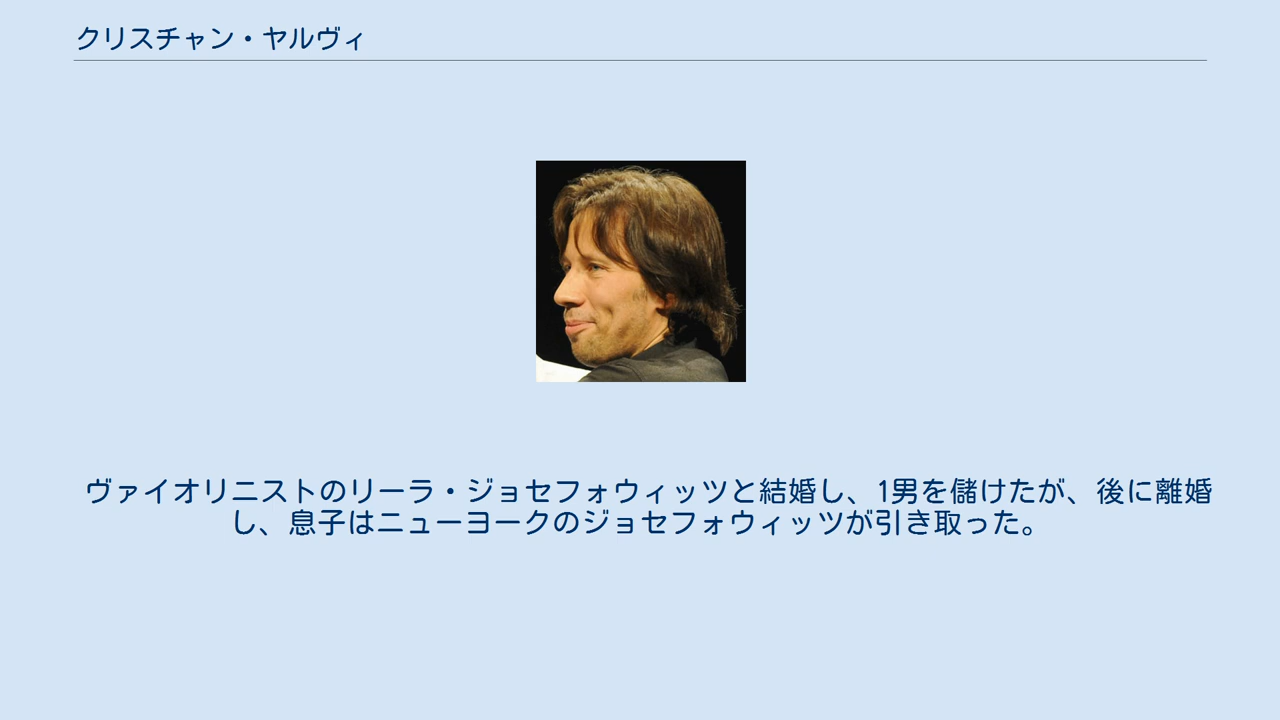 クリスチャン・ヤルヴィ
ヴァイオリニストのリーラ・ジョセフォウィッツと結婚し、1男を儲けたが、後に離婚
し、息子はニューヨークのジョセフォウィッツが引き取った。